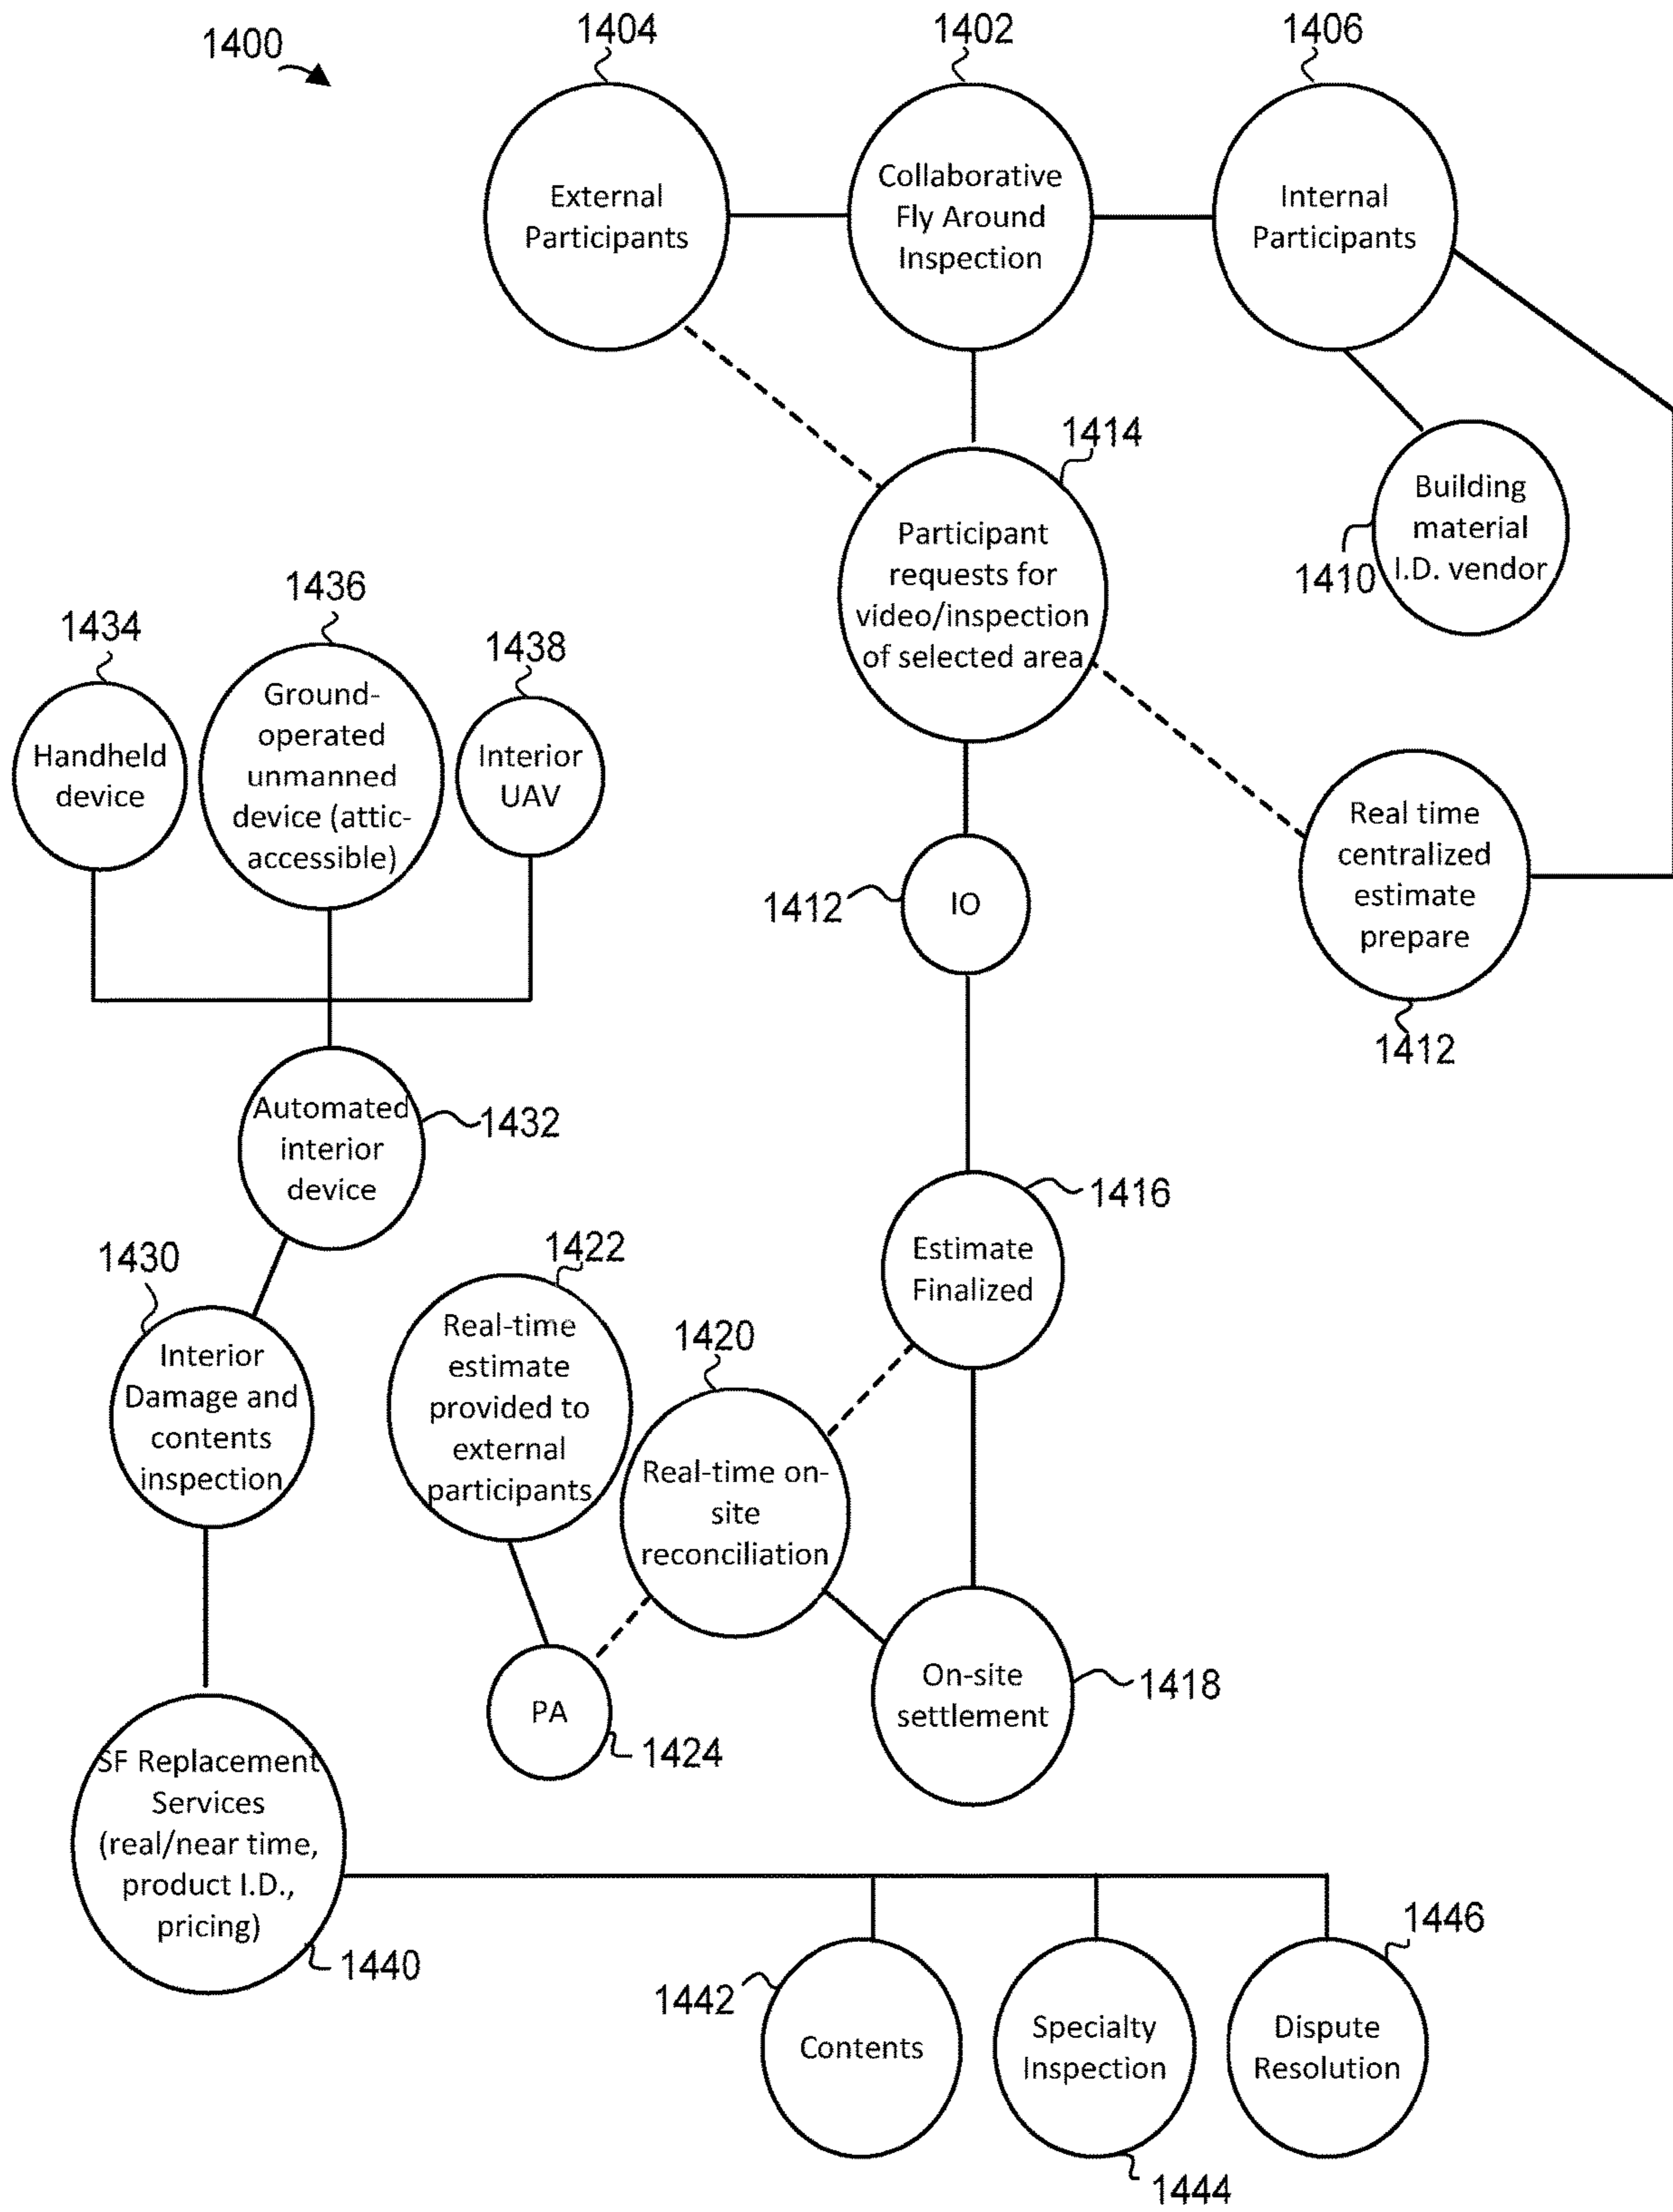 1400
1404
1402
1406
External
Participants
Collaborative
Fly Around
Inspection
Internal
Participants
1414
Participant
requests for
video/inspection
of selected area
Building
material
I.D. vendor
1410
1434
1436
1438
Handheld
device
Ground-
operated
unmanned
device (attic-
accessible)
Interior
UAV
1412
IO
Real time
centralized
estimate
prepare
1412
Automated
interior
device
1432
1416
Estimate
Finalized
1430
Interior
Damage and
contents
inspection
1422
Real-time
estimate
provided to
external
participants
1420
Real-time on-
site
reconciliation
PA
1424
On-site
settlement
1418
SF Replacement
Services
(real/near time,
product I.D.,
pricing)
1440
1442
Contents
Specialty
Inspection
1444
1446
Dispute
Resolution